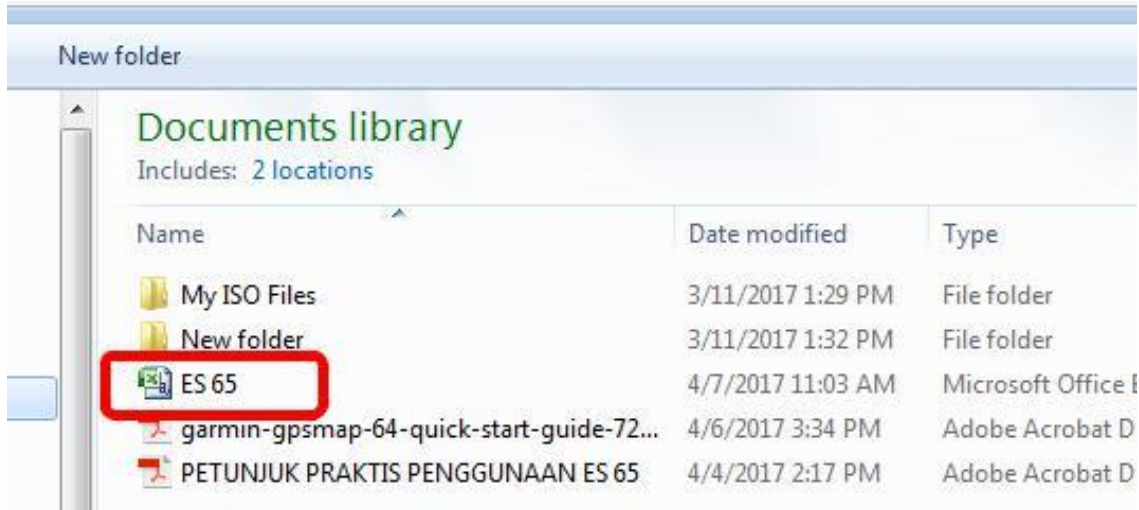 New folder
Documents library
Includes: 2 locations
Name Date modified Type
My ISO Files 3/11/2017 1:29 PM File folder
New folder 3/11/2017 1:32 PM File folder
ES 65 4/7/2017 11:03 AM Microsoft Office E
garmin-gpsmap-64-quick-start-guide-72... 4/6/2017 3:34 PM Adobe Acrobat D
PETUNJUK PRAKTIS PENGGUNAAN ES 65 4/4/2017 2:17 PM Adobe Acrobat D